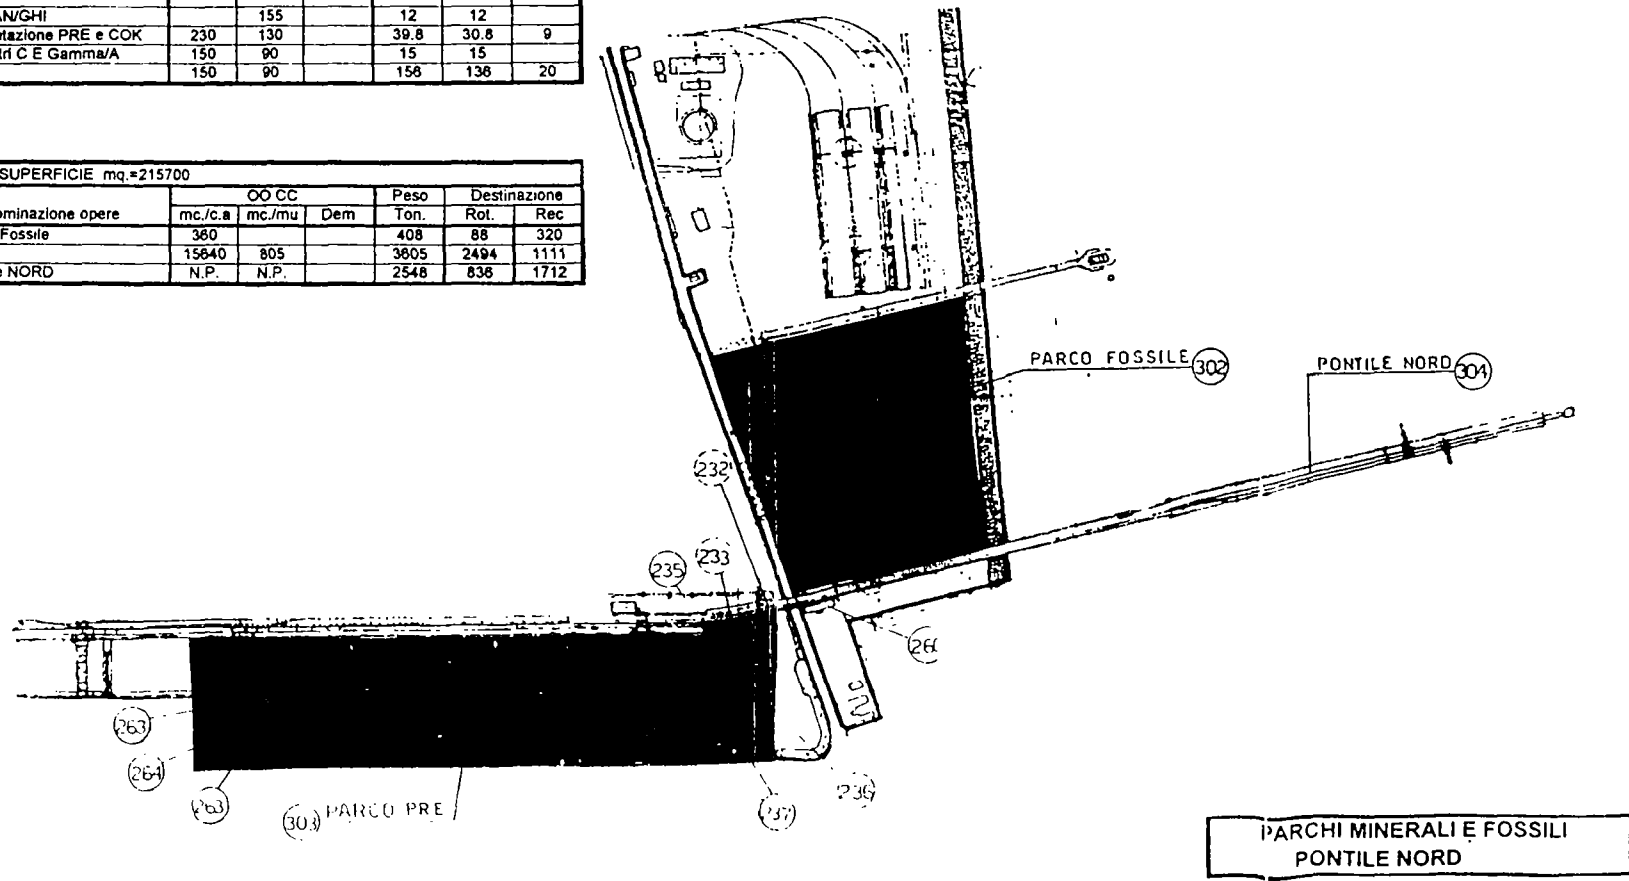 AN/GHI 155 12 12
tazione PRE e COK 230 130 39.8 30.8 9
tri C E Gamma/A 150 90 15 15
150 90 156 136 20
SUPERFICIE mq.=215700
OO CC Peso Destinazione
ominazione opere mc./c.a mc./mu Dem Ton. Rot. Rec
Fossile 360 408 88 320
15640 805 3605 2494 1111
NORD N.P. N.P. 2548 836 1712
PARCO FOSSILE 302
PONTILE NORD 304
232
235 233
26
263
264
263
303 PARCO PRE
237
236
PARCHI MINERALI E FOSSILI
PONTILE NORD